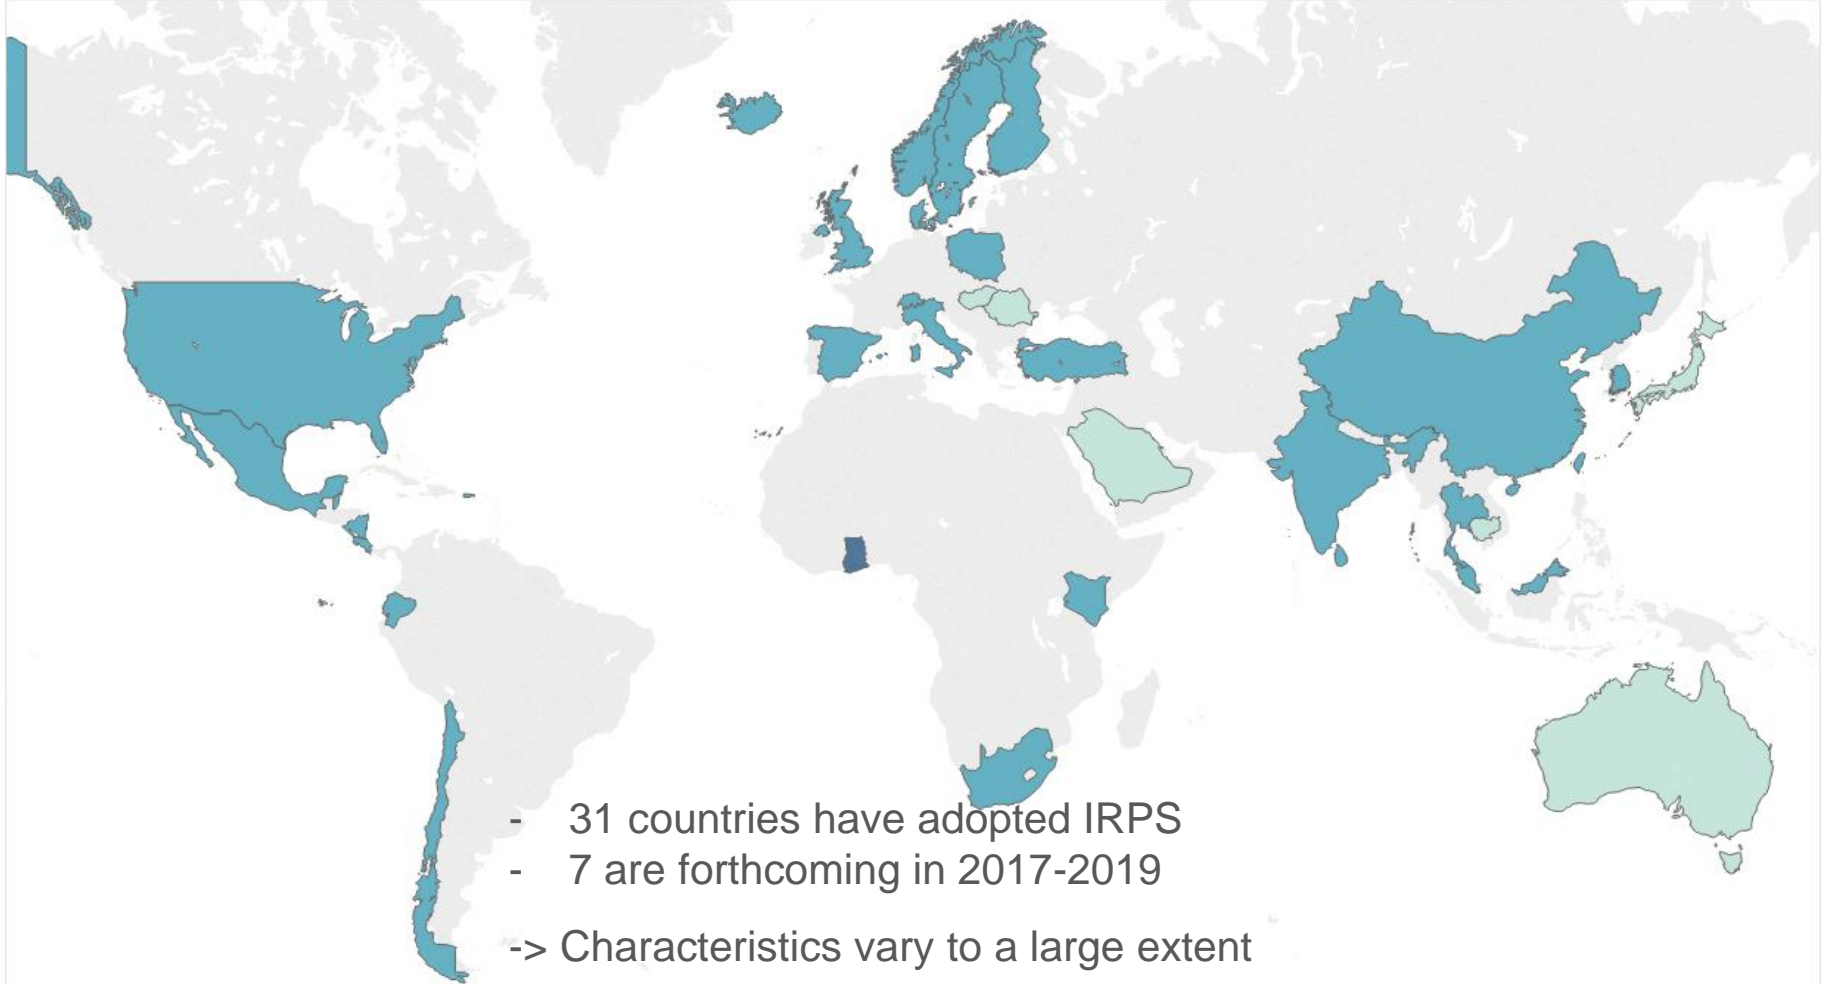 - 31 countries have adopted IRPS
- 7 are forthcoming in 2017-2019
-> Characteristics vary to a large extent